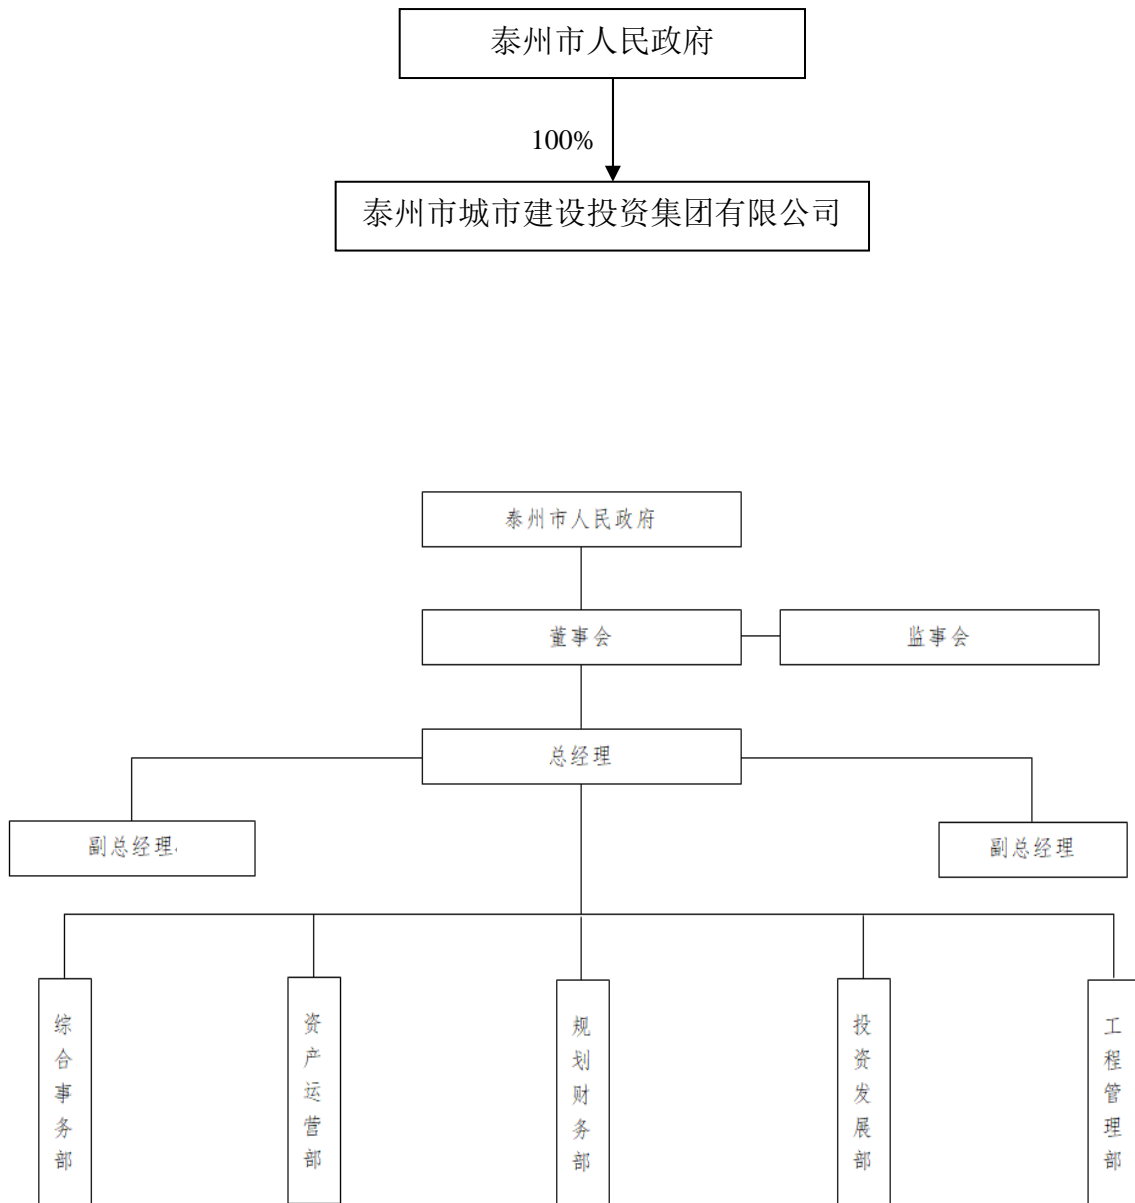 泰州市人民政府
100%
泰州市城市建设投资集团有限公司
泰州市人民政府
董事会
监事会
总经理
副总经理
副总经理
综合事务部
资产运营部
规划财务部
投资发展部
工程管理部